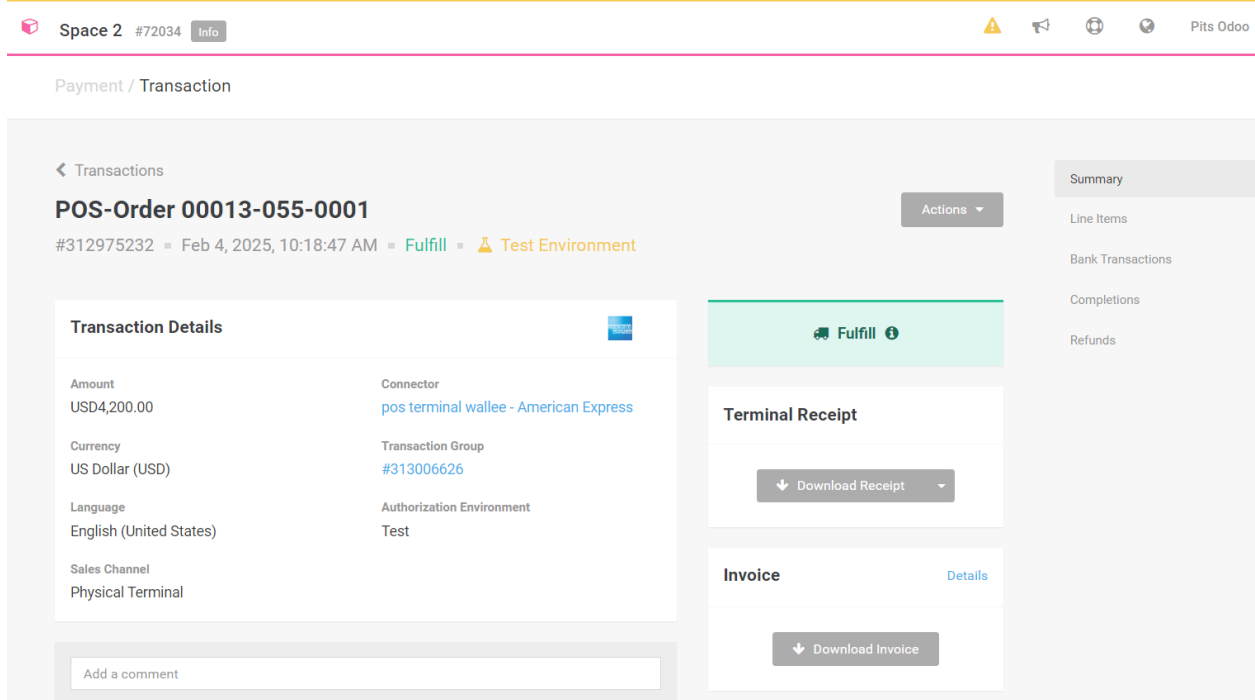 Space 2 #72034 Info
Pits Odoo
Payment / Transaction
Transactions
POS-Order 00013-055-0001
Actions
#312975232 Feb 4, 2025, 10:18:47 AM Fulfill Test Environment
Transaction Details
Amount
USD4,200.00
Connector
pos terminal wallee - American Express
Currency
US Dollar (USD)
Transaction Group
#313006626
Language
English (United States)
Authorization Environment
Test
Sales Channel
Physical Terminal
Add a comment
Fulfill
Terminal Receipt
Download Receipt
Invoice Details
Download Invoice
Summary
Line Items
Bank Transactions
Completions
Refunds